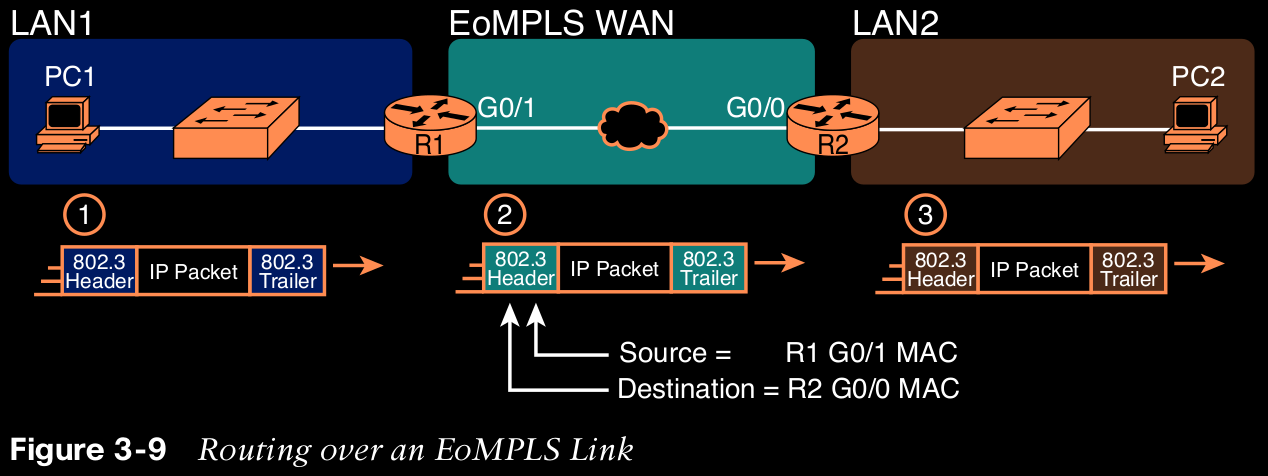 LAN1
EoMPLS WAN
LAN2
PC1
G0/1
G0/0
PC2
R1
R2
1
2
3
802.3
Header
IP Packet
802.3
Trailer
802.3
Header
IP Packet
802.3
Trailer
802.3
Header
IP Packet
802.3
Trailer
Source = R1 G0/1 MAC
Destination = R2 G0/0 MAC
Figure 3-9 Routing over an EoMPLS Link